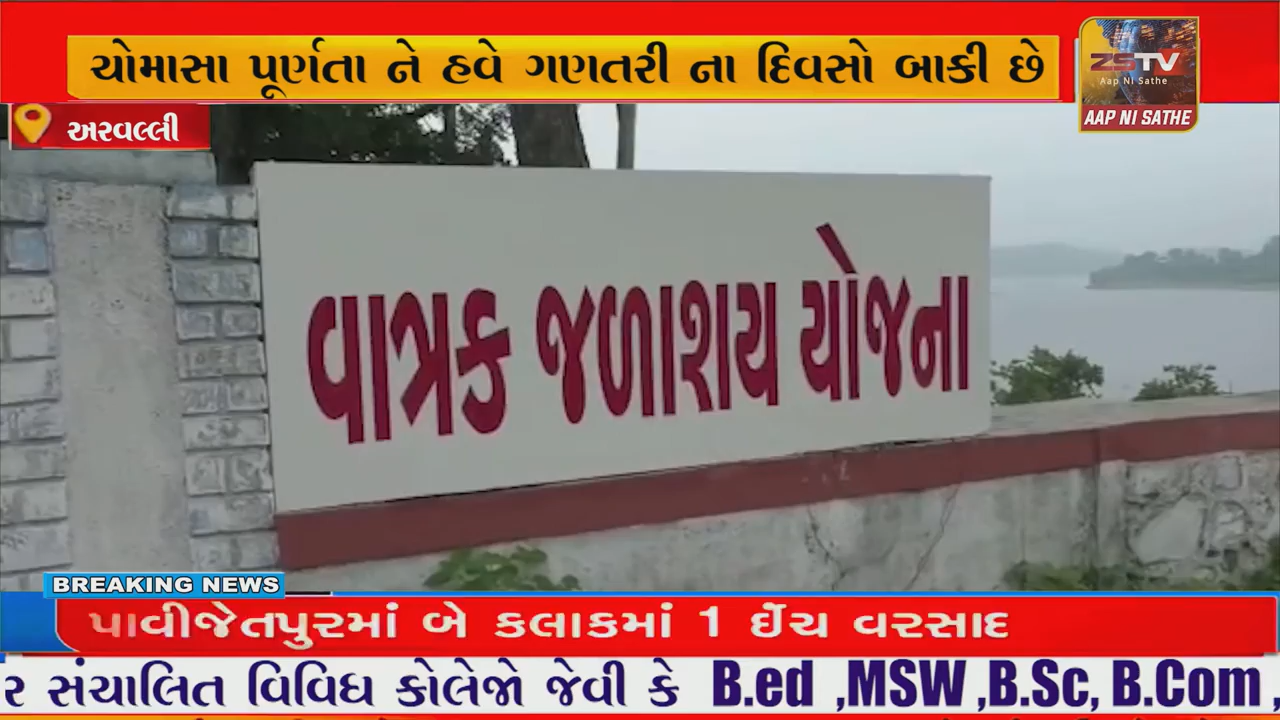 ચોમાસા પૂર્ણતા ને હવે ગણતરી ના દિવસો બાકી છે
ZSTV
Aap Ni Sathe
AAP NI SATHE
અરવલ્લી
વાત્રક જળાશય યોજના
BREAKING NEWS
પાવીજેતપુરમાં બે કલાકમાં 1 ઈંચ વરસાદ
ર સંચાલિત વિવિધ કોલેજો જેવી કે B.ed ,MSW ,B.Sc, B.Com ,